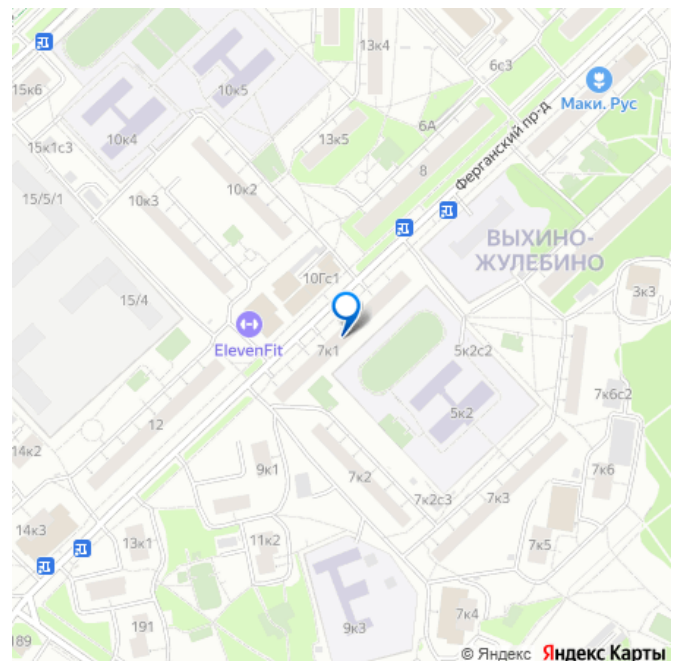 13к4
6с3
15к6
10к5
Маки. Рус
Ферганский пр-д
10к4
13к5
6А
15к1с3
8
15/5/1
10к3
10к2
ВЫХИНО-
ЖУЛЕБИНО
10Гс1
3к3
15/4
ElevenFit
7к1
5к2с2
7к6с2
5к2
12
14к2
9к1
7к2
7к6
7к2с3
7к3
14к3
13к1
11к2
7к5
7к4
191
9к3
189
© Яндекс Яндекс Карты